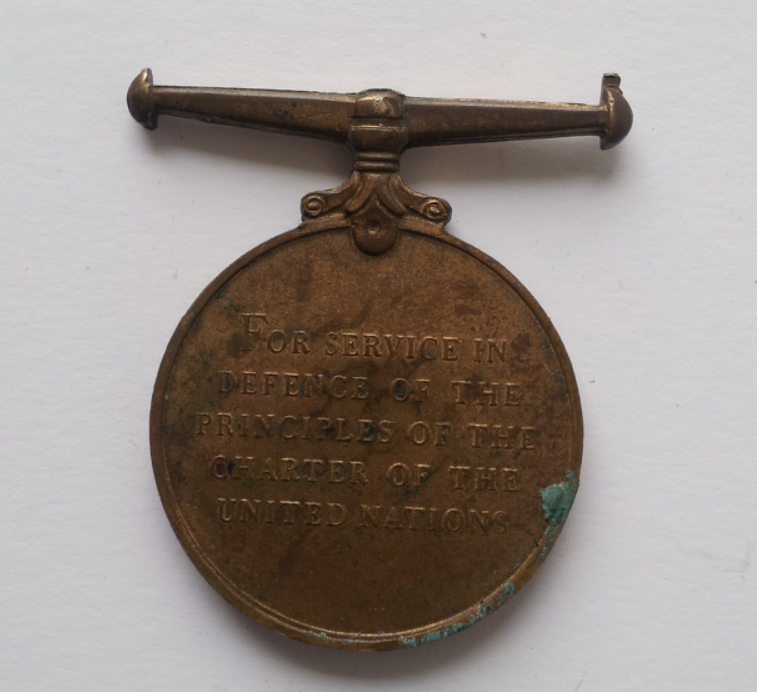 FOR SERVICE IN
DEFENCE OF THE
PRINCIPLES OF THE
CHARTER OF THE
UNITED NATIONS